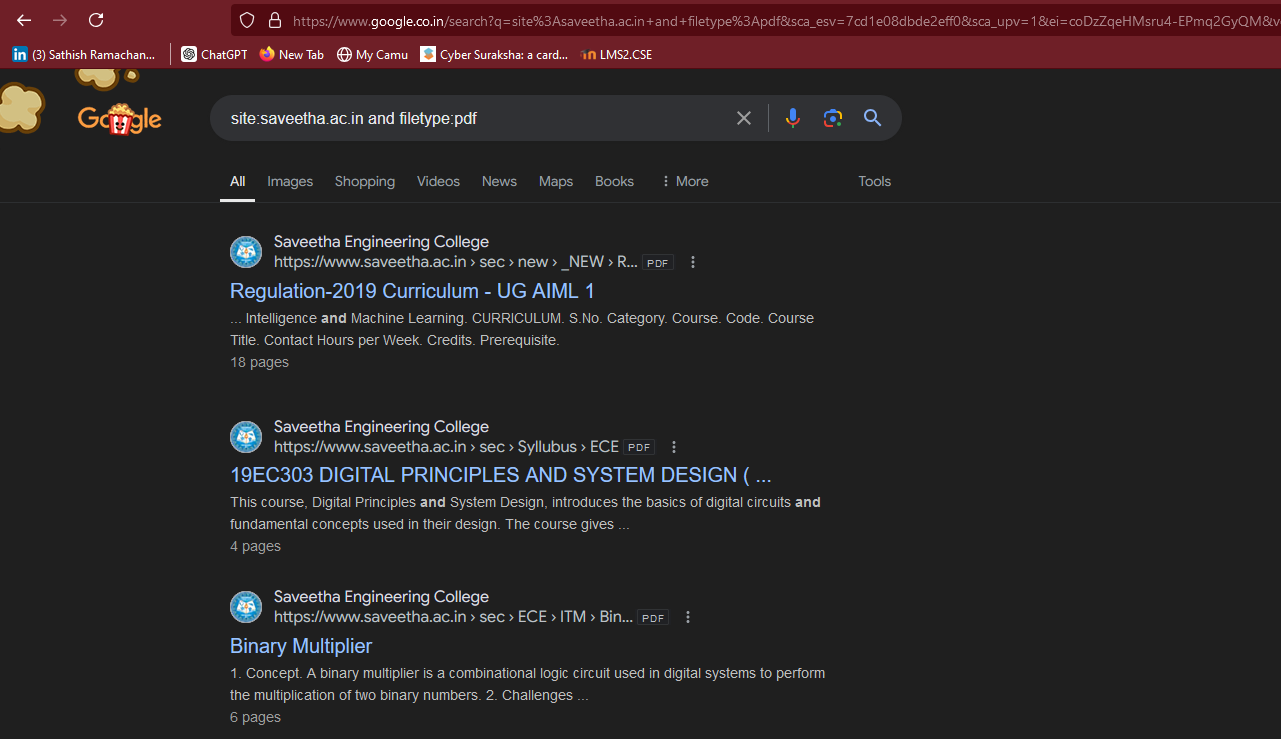 https://www.google.co.in/search?q=site%3Asaveetha.ac.in+and+filetype%3Apdf&sca_esv=7cd1e08dbde2eff0&sca_upv=1&ei=coDzZqeHMsru4-EPmq2GyQM&v
in (3) Sathish Ramachan... ChatGPT New Tab My Camu Cyber Suraksha: a card... LMS2.CSE
Google
site:saveetha.ac.in and filetype:pdf
All Images Shopping Videos News Maps Books More Tools
Saveetha Engineering College
https://www.saveetha.ac.in › sec › new › _NEW › R... PDF
Regulation-2019 Curriculum - UG AIML 1
... Intelligence and Machine Learning. CURRICULUM. S.No. Category. Course. Code. Course
Title. Contact Hours per Week. Credits. Prerequisite.
18 pages
Saveetha Engineering College
https://www.saveetha.ac.in › sec › Syllubus › ECE PDF
19EC303 DIGITAL PRINCIPLES AND SYSTEM DESIGN ( ...
This course, Digital Principles and System Design, introduces the basics of digital circuits and
fundamental concepts used in their design. The course gives ...
4 pages
Saveetha Engineering College
https://www.saveetha.ac.in › sec › ECE › ITM › Bin... PDF
Binary Multiplier
1. Concept. A binary multiplier is a combinational logic circuit used in digital systems to perform
the multiplication of two binary numbers. 2. Challenges ...
6 pages